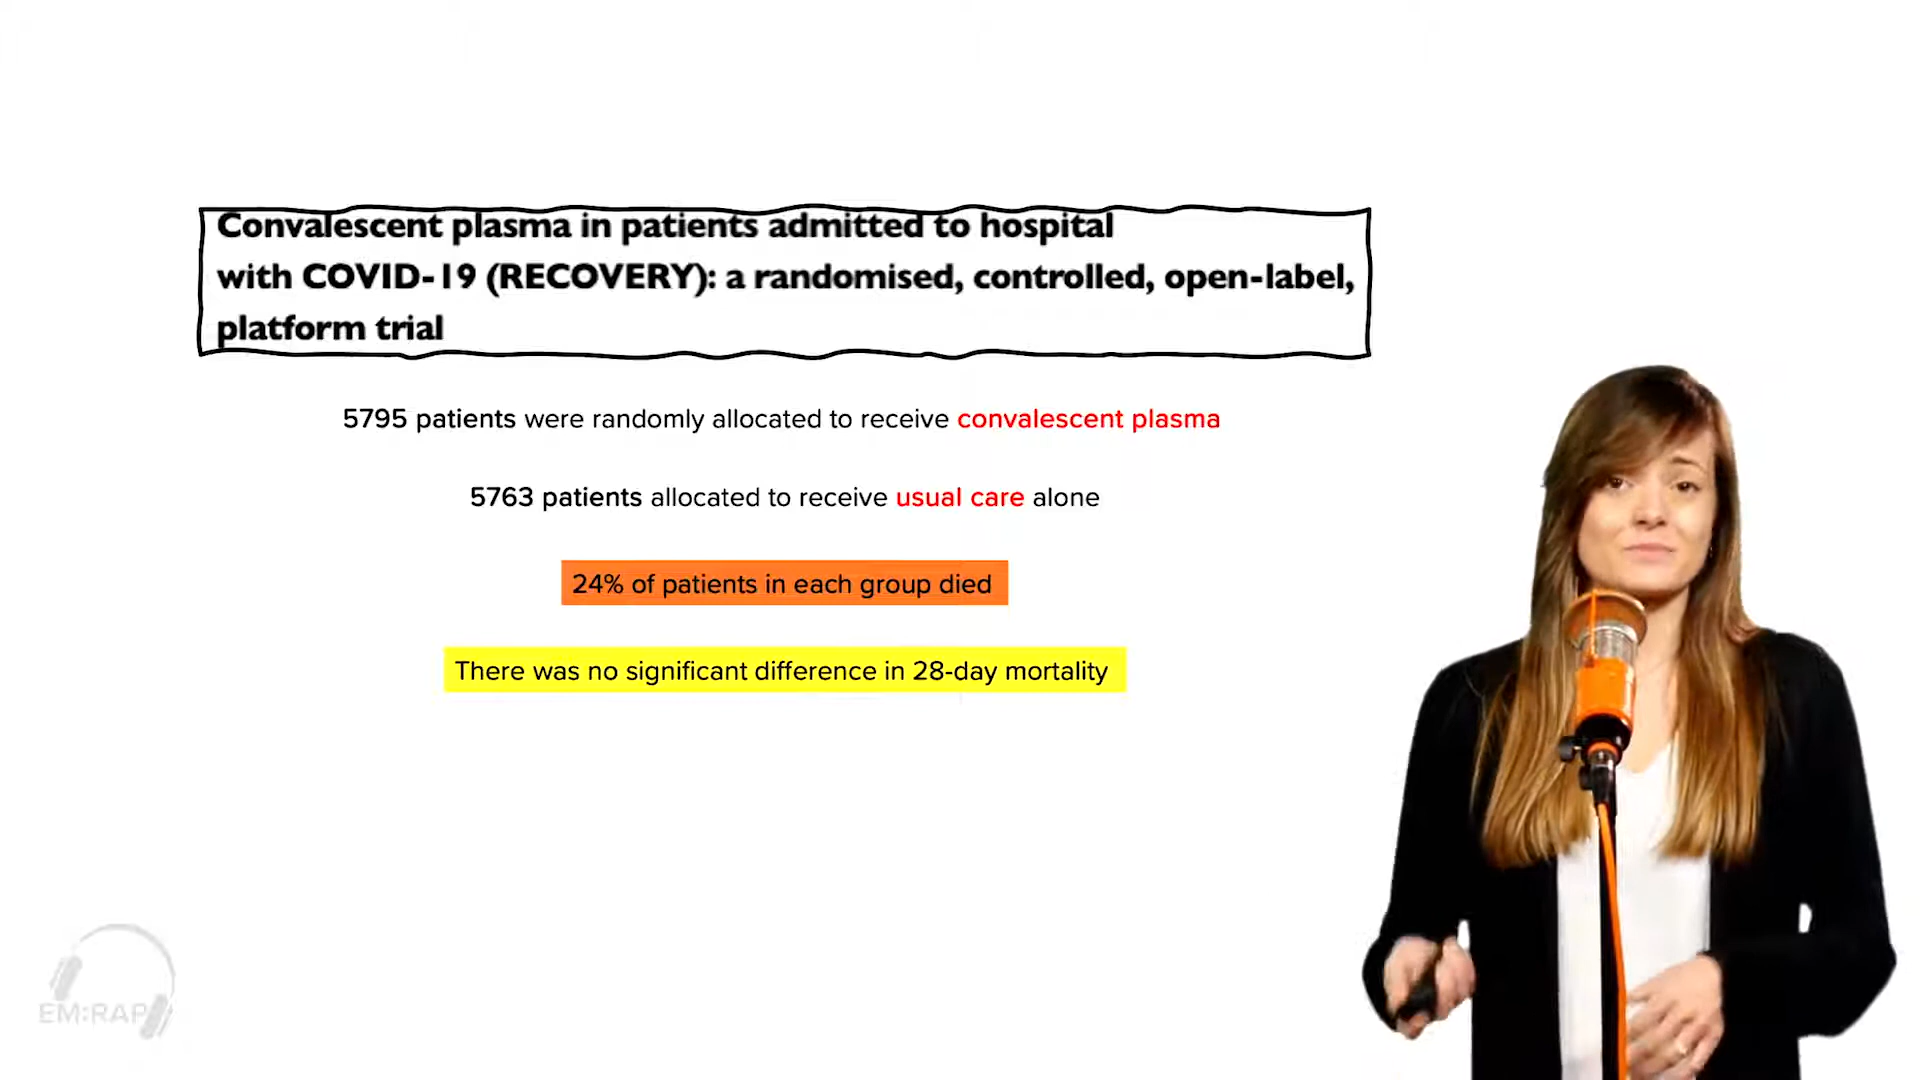 Convalescent plasma in patients admitted to hospital
with COVID-19 (RECOVERY): a randomised, controlled, open-label,
platform trial
5795 patients were randomly allocated to receive convalescent plasma
5763 patients allocated to receive usual care alone
24% of patients in each group died
There was no significant difference in 28-day mortality
EM:RAP